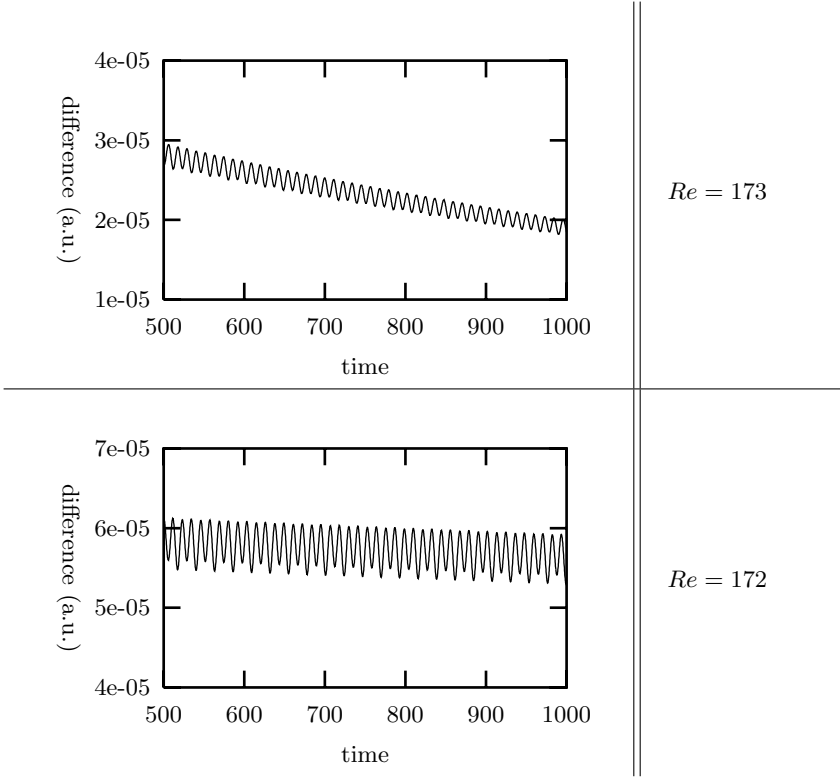 4e-05
3e-05
2e-05
1e-05
difference (a.u.)
500 600 700 800 900 1000
time
Re = 173
7e-05
6e-05
5e-05
4e-05
difference (a.u.)
500 600 700 800 900 1000
time
Re = 172